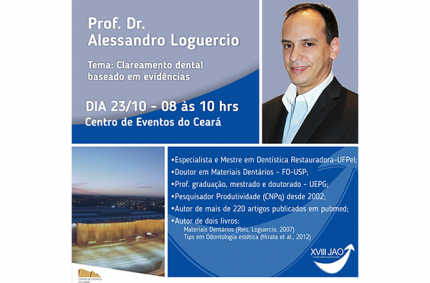 Prof. Dr.
Alessandro Loguercio
Tema: Clareamento dental
baseado em evidências
DIA 23/10 - 08 às 10 hrs
Centro de Eventos do Ceará
•Especialista e Mestre em Dentística Restauradora-UFPel;
•Doutor em Materiais Dentários - FO-USP;
•Prof. graduação, mestrado e doutorado - UEPG;
•Pesquisador Produtividade (CNPq) desde 2002;
•Autor de mais de 220 artigos publicados em pubmed;
•Autor de dois livros:
Materiais Dentários (Reis, Loguercio, 2007)
Tips em Odontologia estética (Hirata et al., 2012)
XVIII JAO